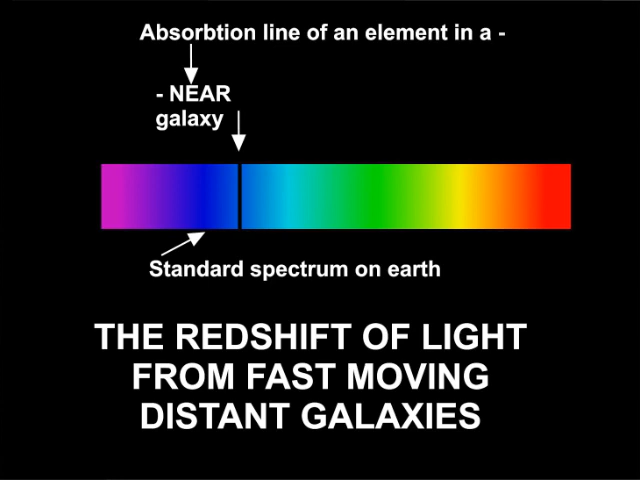 Absorbtion line of an element in a -
- NEAR
galaxy
Standard spectrum on earth
THE REDSHIFT OF LIGHT
FROM FAST MOVING
DISTANT GALAXIES